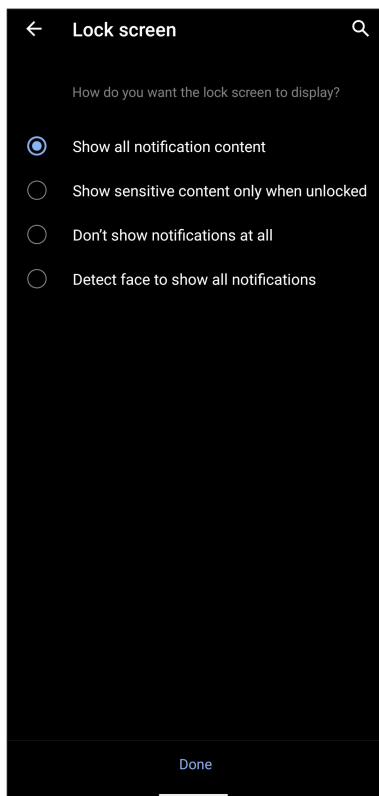 Lock screen
How do you want the lock screen to display?
Show all notification content
Show sensitive content only when unlocked
Don’t show notifications at all
Detect face to show all notifications
Done